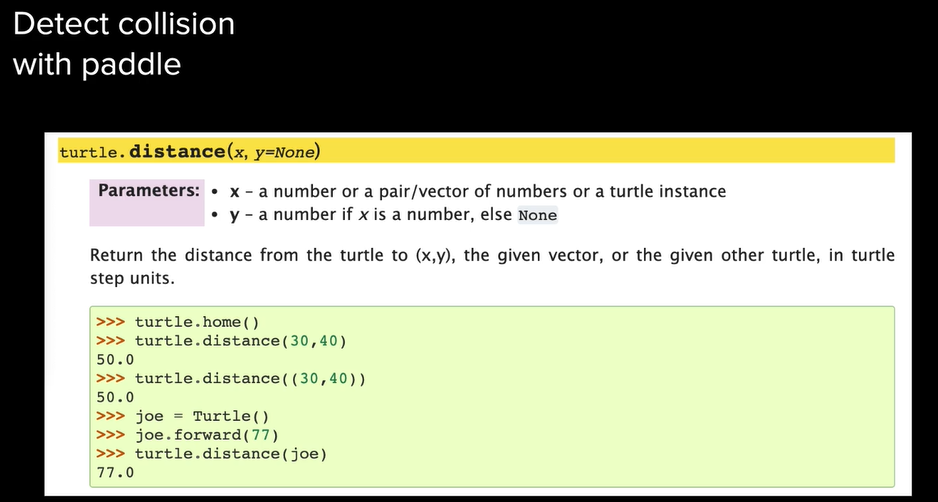 Detect collision
with paddle
turtle.distance(x, y=None)
Parameters: • x – a number or a pair/vector of numbers or a turtle instance
• y – a number if x is a number, else None
Return the distance from the turtle to (x,y), the given vector, or the given other turtle, in turtle
step units.
>>> turtle.home()
>>> turtle.distance(30,40)
50.0
>>> turtle.distance((30,40))
50.0
>>> joe = Turtle()
>>> joe.forward(77)
>>> turtle.distance(joe)
77.0